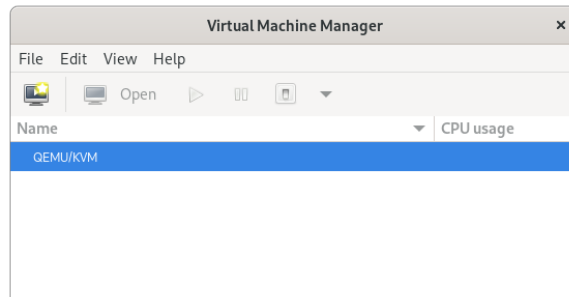 Virtual Machine Manager
File Edit View Help
Open
Name CPU usage
QEMU/KVM